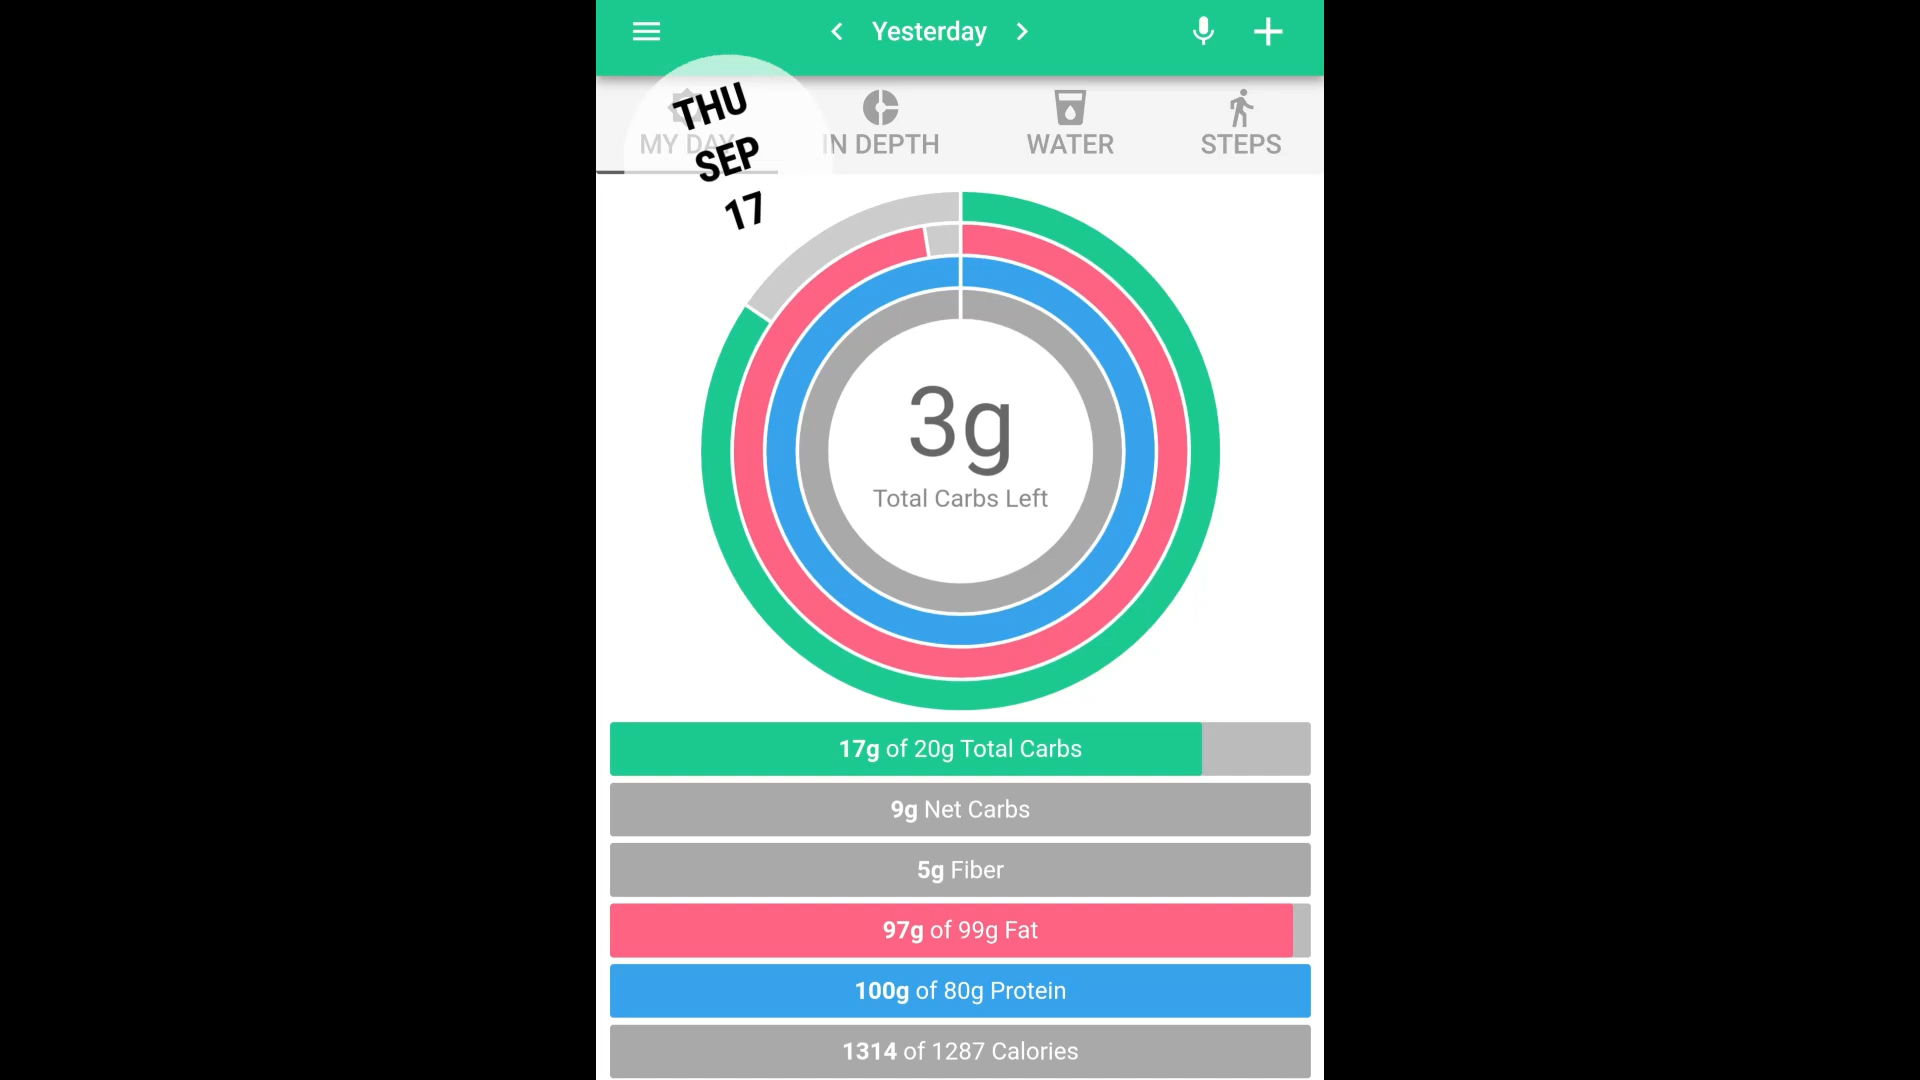 Yesterday
THU
SEP
17
MY DAY
IN DEPTH
WATER
STEPS
3g
Total Carbs Left
17g of 20g Total Carbs
9g Net Carbs
5g Fiber
97g of 99g Fat
100g of 80g Protein
1314 of 1287 Calories